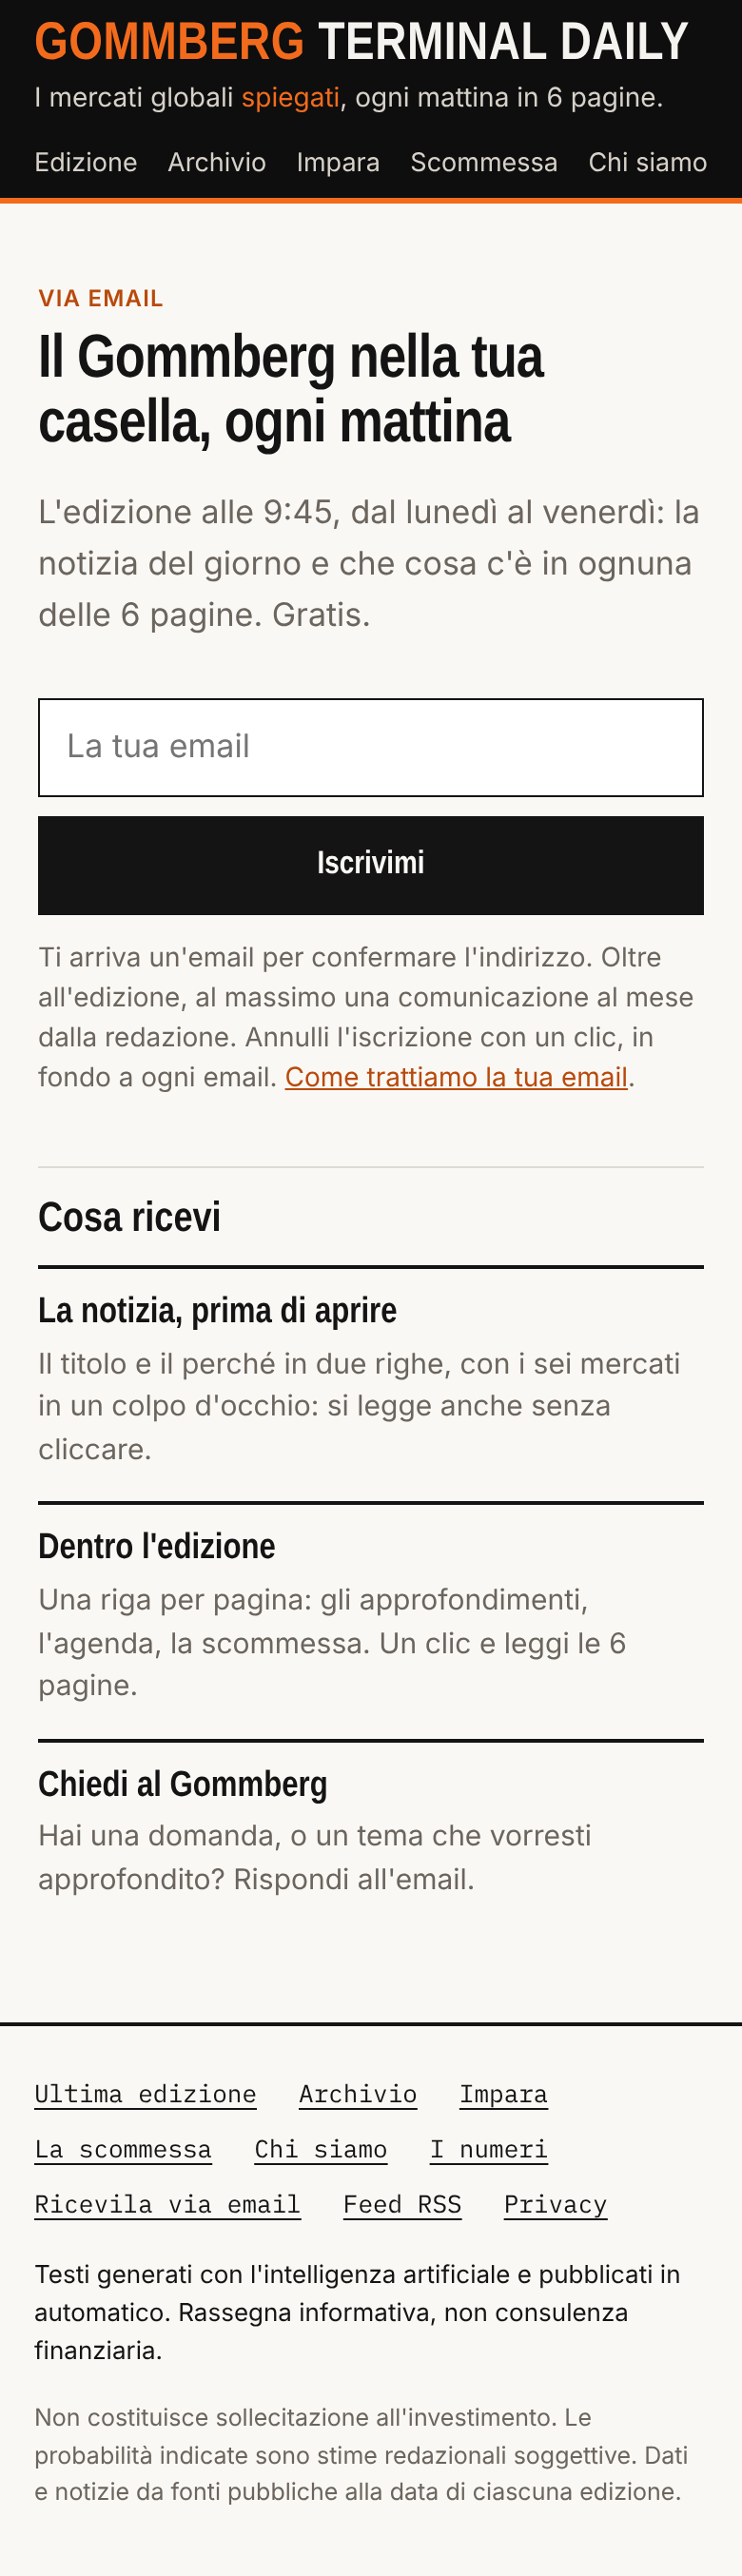 GOMMBERG TERMINAL DAILY
I mercati globali spiegati, ogni mattina in 6 pagine.
Edizione Archivio Impara Scommessa Chi siamo
VIA EMAIL
Il Gommberg nella tua
casella, ogni mattina
L'edizione alle 9:45, dal lunedì al venerdì: la
notizia del giorno e che cosa c'è in ognuna
delle 6 pagine. Gratis.
La tua email
Iscrivimi
Ti arriva un'email per confermare l'indirizzo. Oltre
all'edizione, al massimo una comunicazione al mese
dalla redazione. Annulli l'iscrizione con un clic, in
fondo a ogni email. Come trattiamo la tua email.
Cosa ricevi
La notizia, prima di aprire
Il titolo e il perché in due righe, con i sei mercati
in un colpo d'occhio: si legge anche senza
cliccare.
Dentro l'edizione
Una riga per pagina: gli approfondimenti,
l'agenda, la scommessa. Un clic e leggi le 6
pagine.
Chiedi al Gommberg
Hai una domanda, o un tema che vorresti
approfondito? Rispondi all'email.
Ultima edizione Archivio Impara
La scommessa Chi siamo I numeri
Ricevila via email Feed RSS Privacy
Testi generati con l'intelligenza artificiale e pubblicati in
automatico. Rassegna informativa, non consulenza
finanziaria.
Non costituisce sollecitazione all'investimento. Le
probabilità indicate sono stime redazionali soggettive. Dati
e notizie da fonti pubbliche alla data di ciascuna edizione.